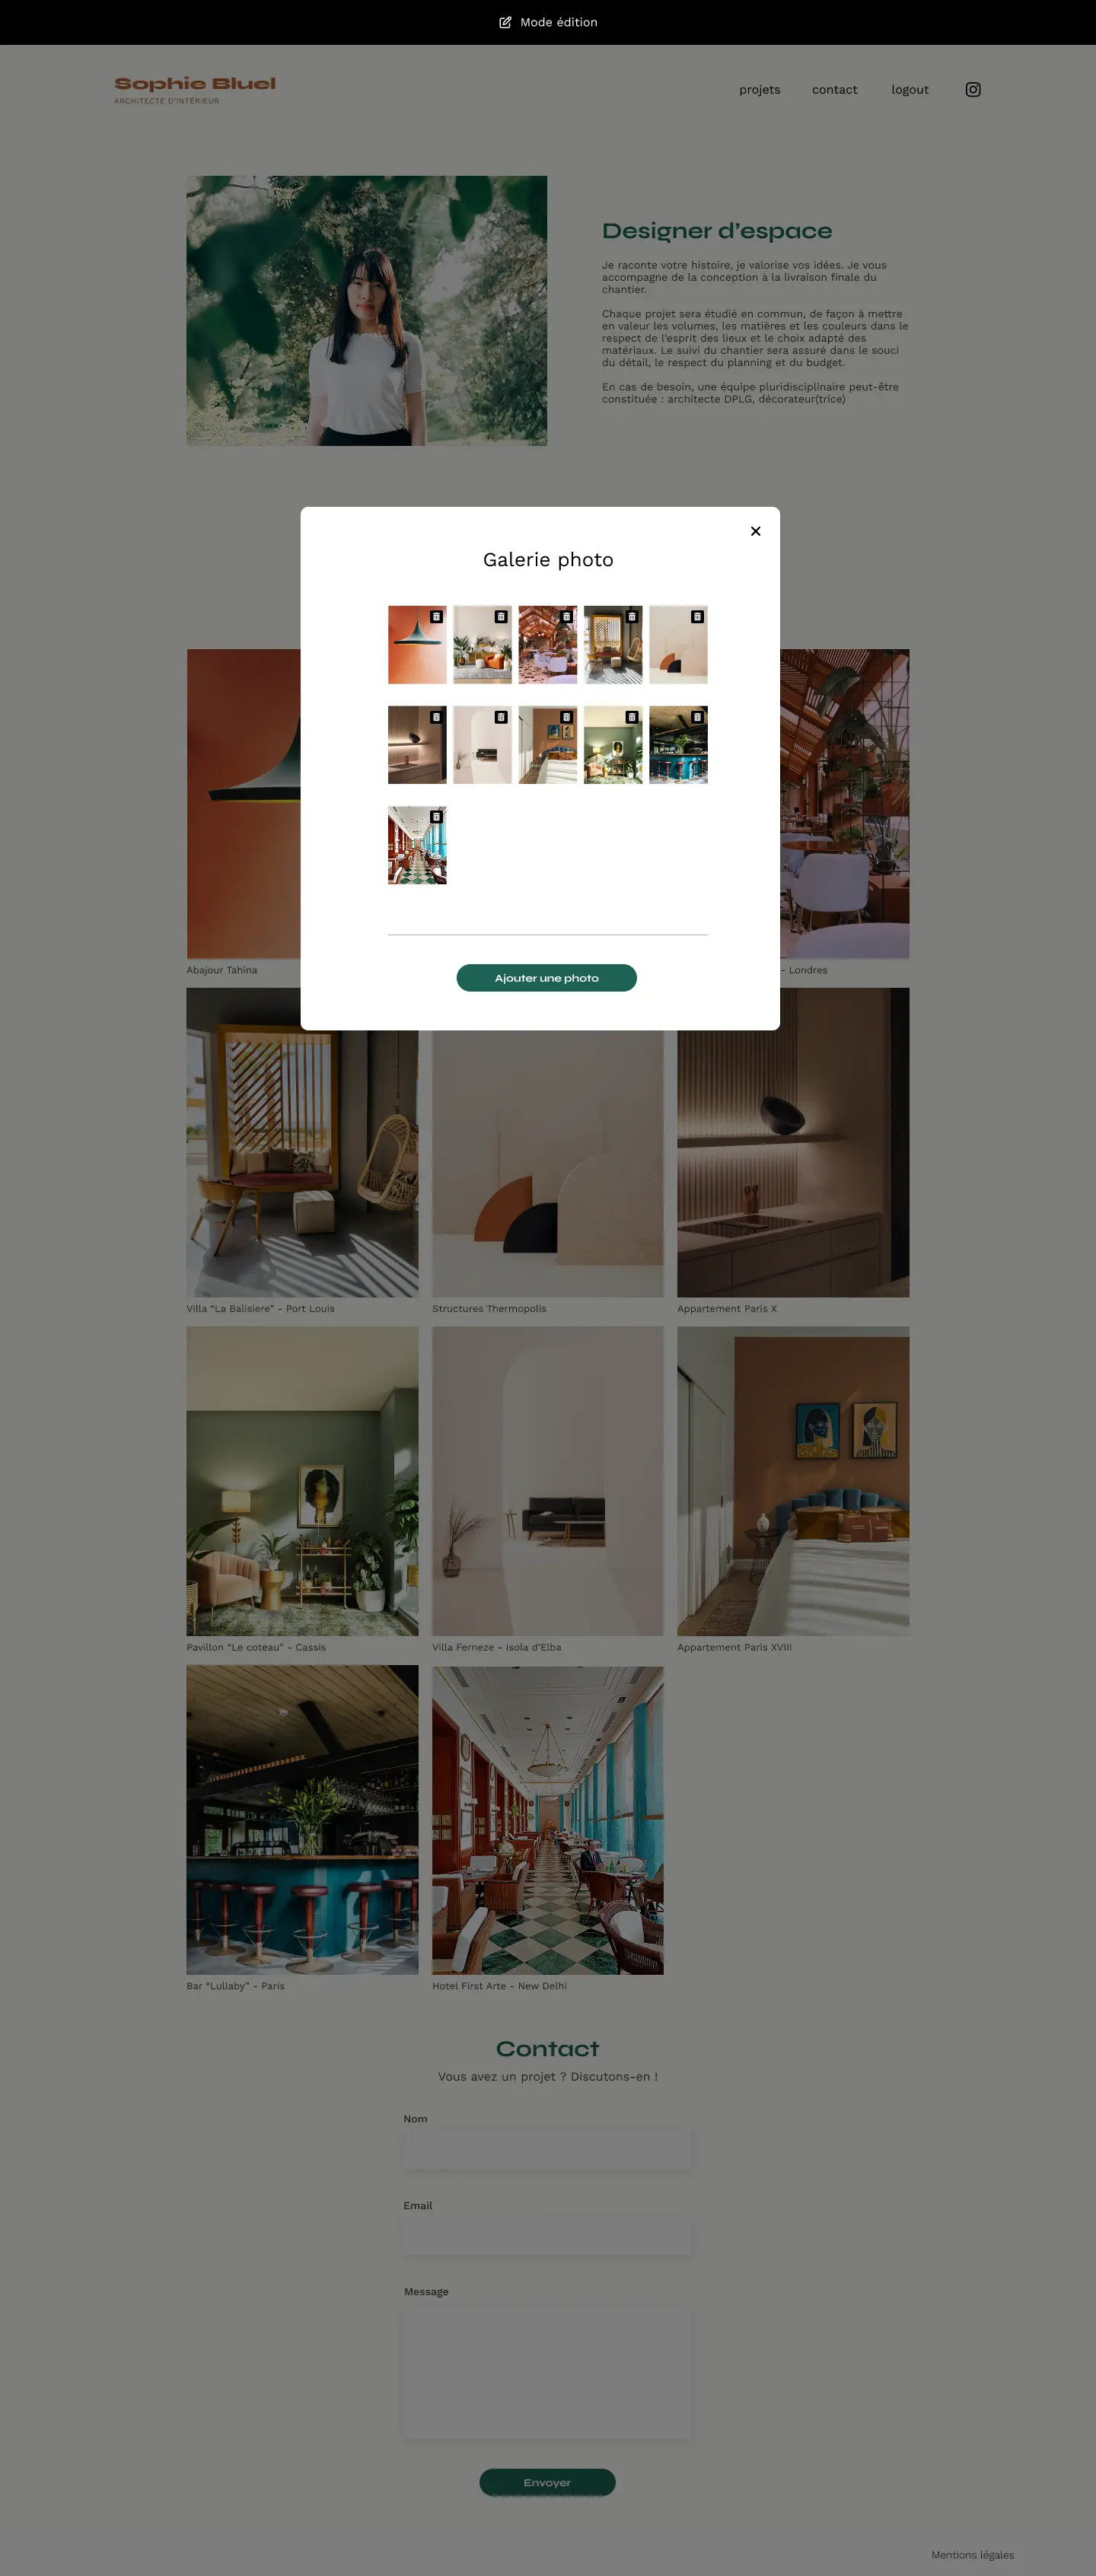 Mode édition
Sophie Bluel
ARCHITECTE D'INTÉRIEUR
projets
contact
logout
Designer d’espace
Je raconte votre histoire, je valorise vos idées. Je vous
accompagne de la conception à la livraison finale du
chantier.
Chaque projet sera étudié en commun, de façon à mettre
en valeur les volumes, les matières et les couleurs dans le
respect de l’esprit des lieux et le choix adapté des
matériaux. Le suivi du chantier sera assuré dans le souci
du détail, le respect du planning et du budget.
En cas de besoin, une équipe pluridisciplinaire peut-être
constituée : architecte DPLG, décorateur(trice)
Galerie photo
Ajouter une photo
Abajour Tahina
- Londres
Villa “La Balisiere” - Port Louis
Structures Thermopolis
Appartement Paris X
Pavillon “Le coteau” - Cassis
Villa Ferneze - Isola d’Elba
Appartement Paris XVIII
Bar “Lullaby” - Paris
Hotel First Arte - New Delhi
Contact
Vous avez un projet ? Discutons-en !
Nom
Email
Message
Envoyer
Mentions légales